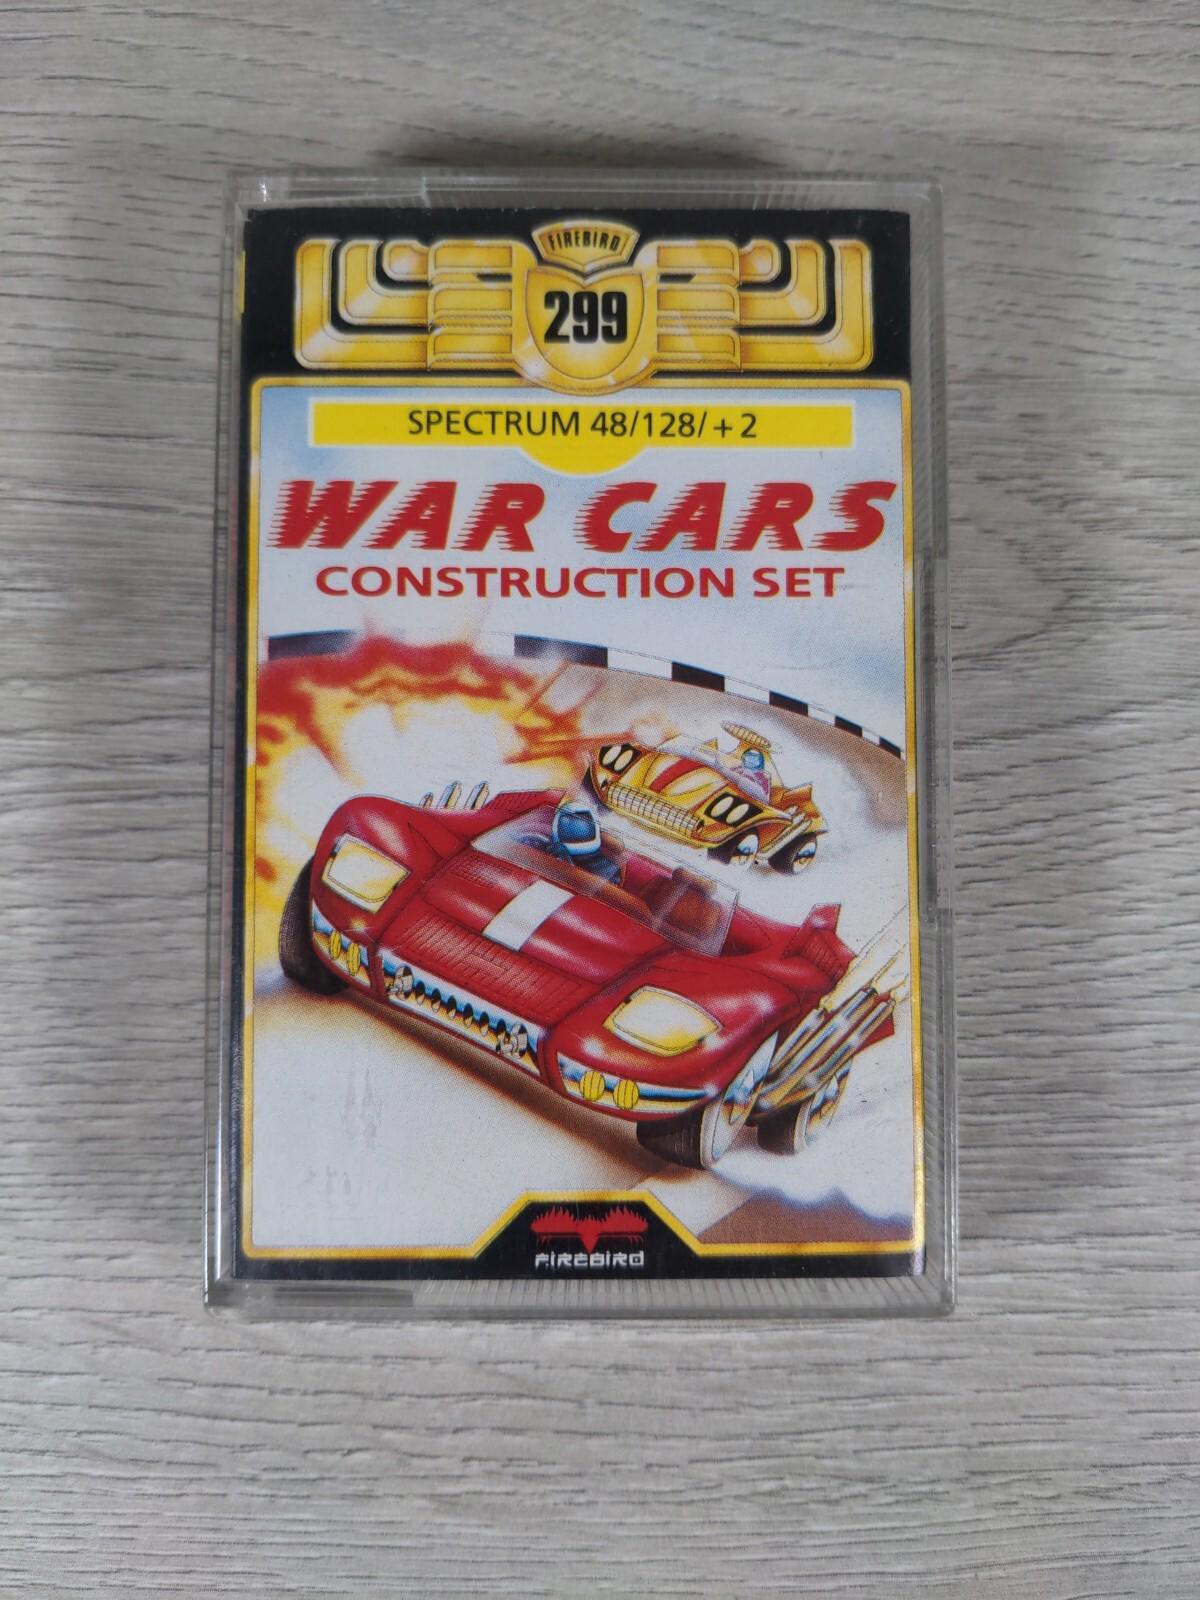 FIREBIRD
299
SPECTRUM 48/128/+2
WAR CARS
CONSTRUCTION SET
FIREBIRD